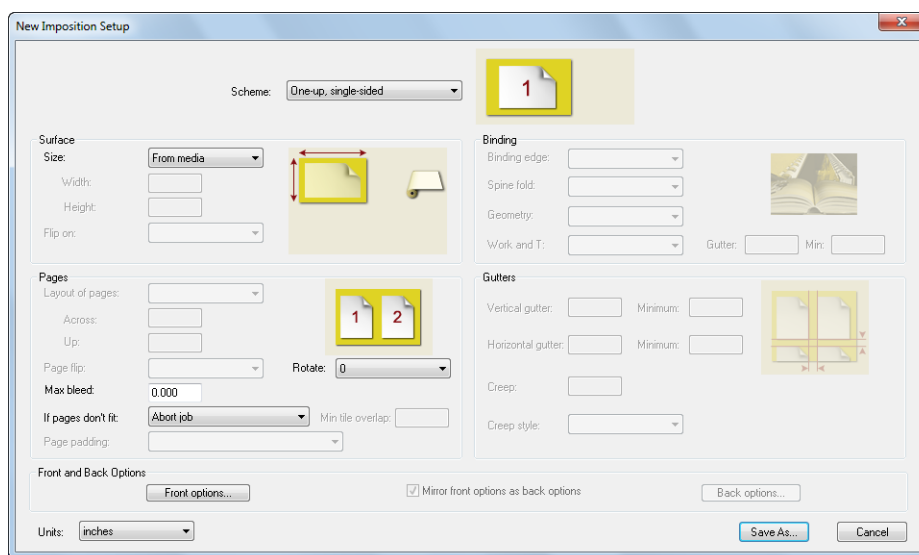 New Imposition Setup
Scheme: One-up, single-sided
1
Surface
Size: From media
Width:
Height:
Flip on:
Binding
Binding edge:
Spine fold:
Geometry:
Work and T: Gutter: Min:
Pages
Layout of pages:
Across:
Up:
1 2
Page flip: Rotate: 0
Max bleed: 0.000
If pages don't fit: Abort job Min tile overlap:
Page padding:
Gutters
Vertical gutter: Minimum:
Horizontal gutter: Minimum:
Creep:
Creep style:
Front and Back Options
Front options... Mirror front options as back options Back options...
Units: inches Save As... Cancel